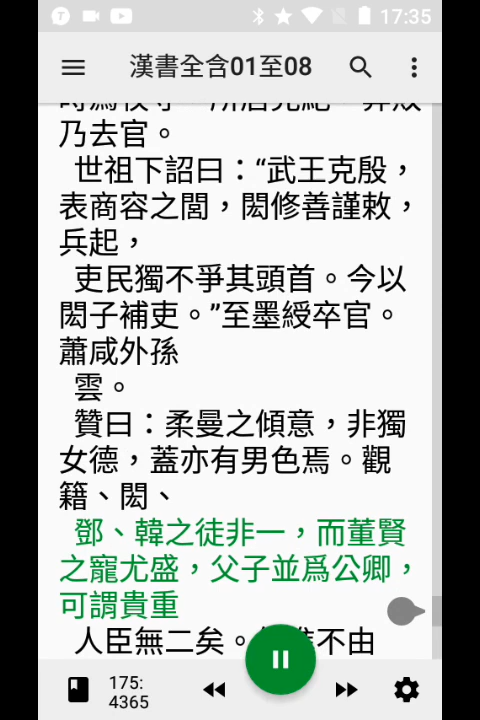 17:35
漢書全含01至08
乃去官。
世祖下詔曰：“武王克殷，
表商容之閭，閎修善謹敕，
兵起，
吏民獨不爭其頭首。今以
閎子補吏。”至墨綬卒官。
蕭咸外孫
雲。
贊曰：柔曼之傾意，非獨
女德，蓋亦有男色焉。觀
籍、閎、
鄧、韓之徒非一，而董賢
之寵尤盛，父子並爲公卿，
可謂貴重
人臣無二矣。不由
175:
4365